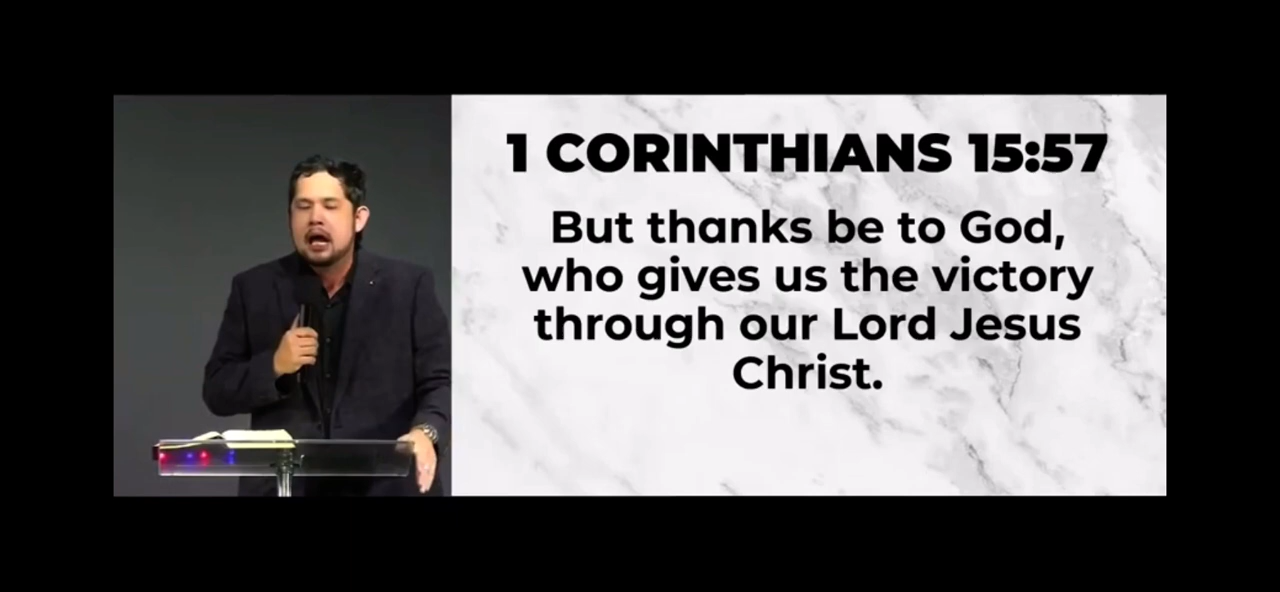 1 CORINTHIANS 15:57
But thanks be to God,
who gives us the victory
through our Lord Jesus
Christ.